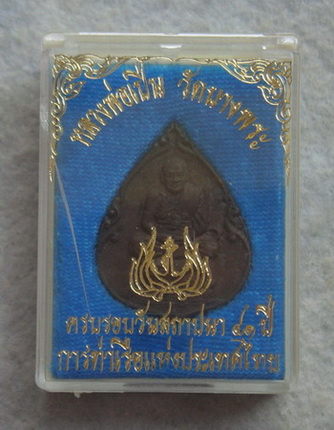 หลวงพ่อเปิ่น วัดบางพระ
ครบรอบวันสถาปนา ๔๑ ปี
การท่าเรือแห่งประเทศไทย